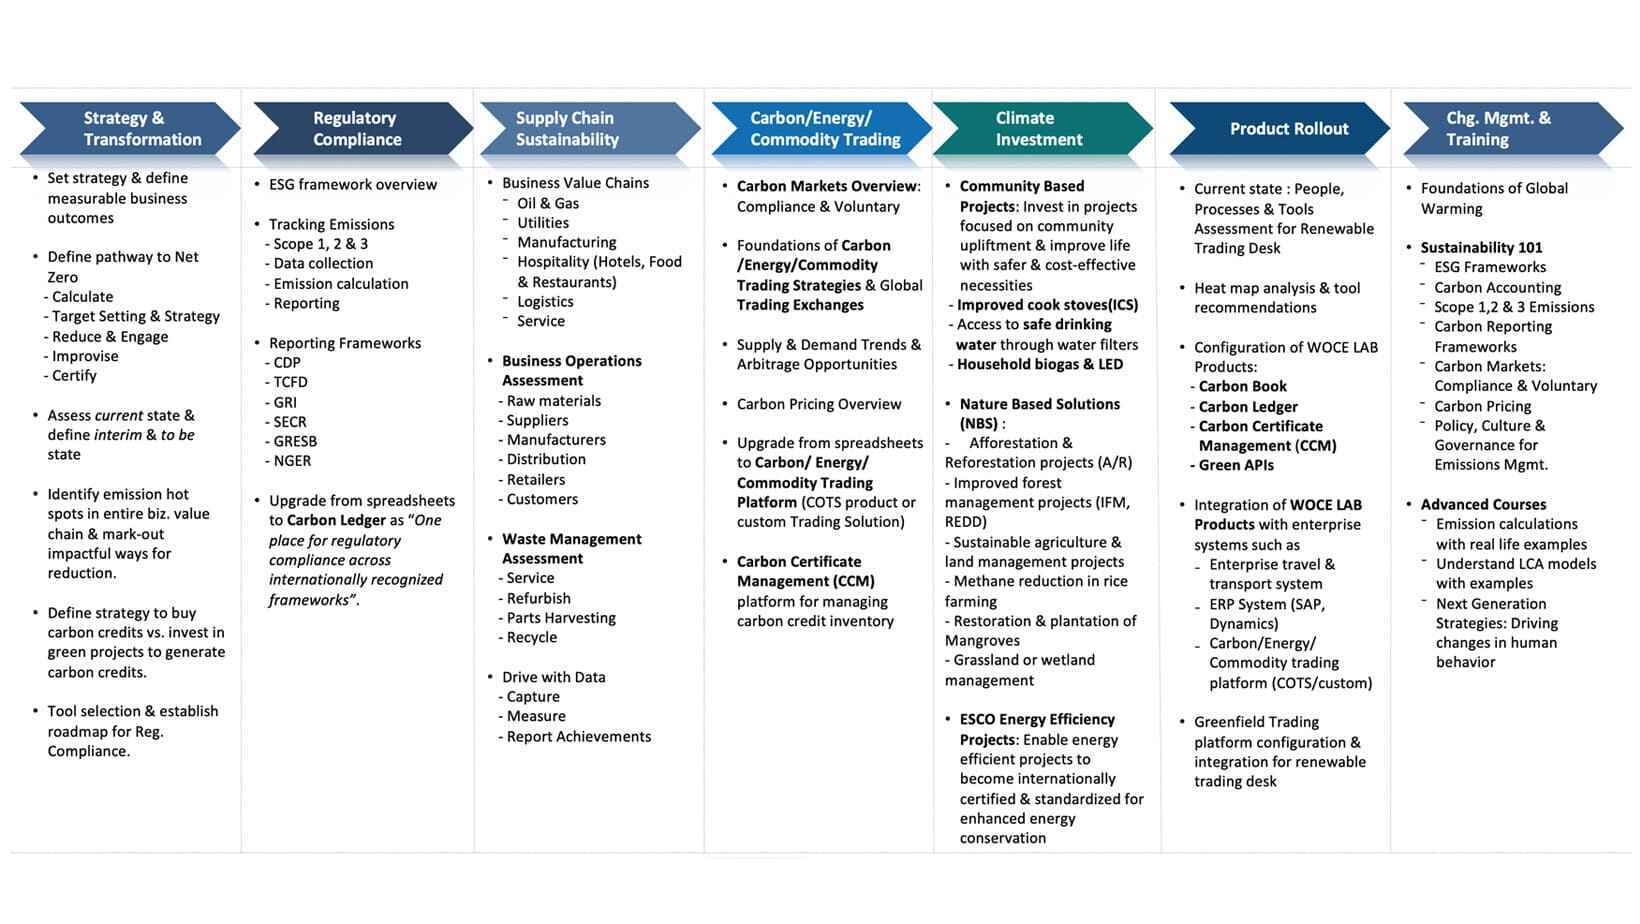 Strategy &
Transformation
• Set strategy & define
measurable business
outcomes
• Define pathway to Net
Zero
- Calculate
- Target Setting & Strategy
- Reduce & Engage
- Improvise
- Certify
• Assess current state &
define interim & to be
state
• Identify emission hot
spots in entire biz. value
chain & mark-out
impactful ways for
reduction.
• Define strategy to buy
carbon credits vs. invest in
green projects to generate
carbon credits.
• Tool selection & establish
roadmap for Reg.
Compliance.
Regulatory
Compliance
• ESG framework overview
• Tracking Emissions
- Scope 1, 2 & 3
- Data collection
- Emission calculation
- Reporting
• Reporting Frameworks
- CDP
- TCFD
- GRI
- SECR
- GRESB
- NGER
• Upgrade from spreadsheets
to Carbon Ledger as “One
place for regulatory
compliance across
internationally recognized
frameworks”.
Supply Chain
Sustainability
• Business Value Chains
- Oil & Gas
- Utilities
- Manufacturing
- Hospitality (Hotels, Food
& Restaurants)
- Logistics
- Service
• Business Operations
Assessment
- Raw materials
- Suppliers
- Manufacturers
- Distribution
- Retailers
- Customers
• Waste Management
Assessment
- Service
- Refurbish
- Parts Harvesting
- Recycle
• Drive with Data
- Capture
- Measure
- Report Achievements
Carbon/Energy/
Commodity Trading
• Carbon Markets Overview:
Compliance & Voluntary
• Foundations of Carbon
/Energy/Commodity
Trading Strategies & Global
Trading Exchanges
• Supply & Demand Trends &
Arbitrage Opportunities
• Carbon Pricing Overview
• Upgrade from spreadsheets
to Carbon/ Energy/
Commodity Trading
Platform (COTS product or
custom Trading Solution)
• Carbon Certificate
Management (CCM)
platform for managing
carbon credit inventory
Climate
Investment
• Community Based
Projects: Invest in projects
focused on community
upliftment & improve life
with safer & cost-effective
necessities
- Improved cook stoves(ICS)
- Access to safe drinking
water through water filters
- Household biogas & LED
• Nature Based Solutions
(NBS) :
- Afforestation &
Reforestation projects (A/R)
- Improved forest
management projects (IFM,
REDD)
- Sustainable agriculture &
land management projects
- Methane reduction in rice
farming
- Restoration & plantation of
Mangroves
- Grassland or wetland
management
• ESCO Energy Efficiency
Projects: Enable energy
efficient projects to
become internationally
certified & standardized for
enhanced energy
conservation
Product Rollout
• Current state : People,
Processes & Tools
Assessment for Renewable
Trading Desk
• Heat map analysis & tool
recommendations
• Configuration of WOCE LAB
Products:
- Carbon Book
- Carbon Ledger
- Carbon Certificate
Management (CCM)
- Green APIs
• Integration of WOCE LAB
Products with enterprise
systems such as
- Enterprise travel &
transport system
- ERP System (SAP,
Dynamics)
- Carbon/Energy/
Commodity trading
platform (COTS/custom)
• Greenfield Trading
platform configuration &
integration for renewable
trading desk
Chg. Mgmt. &
Training
• Foundations of Global
Warming
• Sustainability 101
- ESG Frameworks
- Carbon Accounting
- Scope 1,2 & 3 Emissions
- Carbon Reporting
Frameworks
- Carbon Markets:
Compliance & Voluntary
- Carbon Pricing
- Policy, Culture &
Governance for
Emissions Mgmt.
• Advanced Courses
- Emission calculations
with real life examples
- Understand LCA models
with examples
- Next Generation
Strategies: Driving
changes in human
behavior